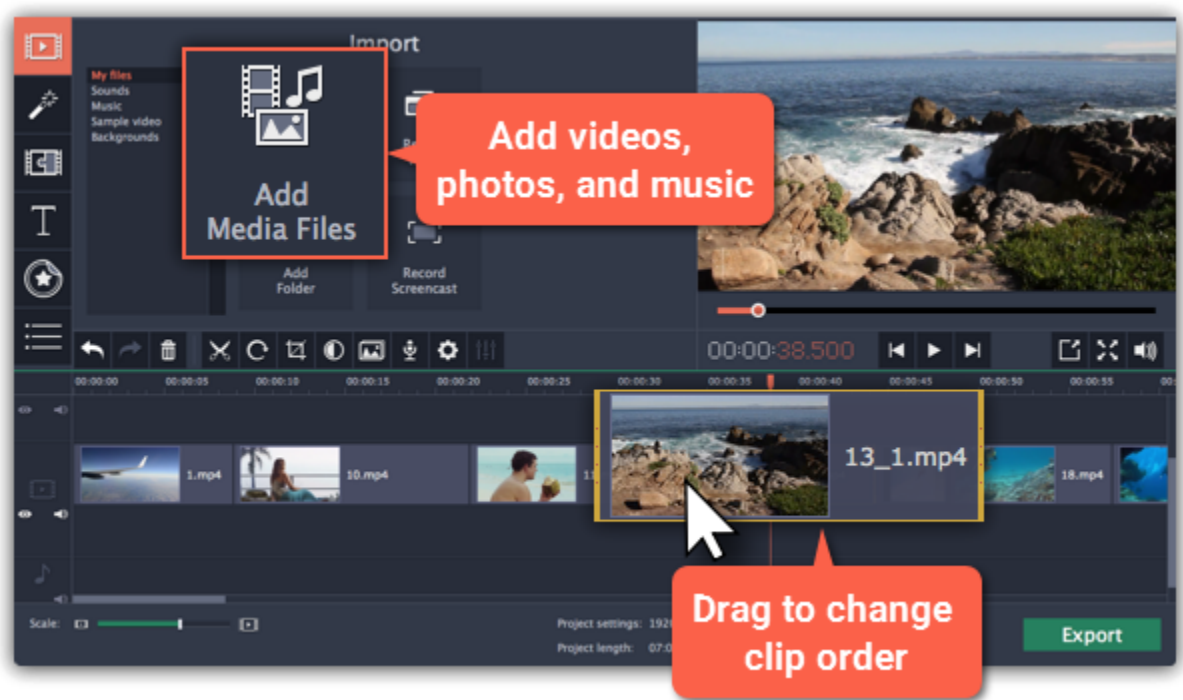 Import
My files
Sounds
Music
Sample video
Backgrounds
Add
Media Files
Add videos,
photos, and music
Add
Folder
Record
Screencast
00:00:38.500
00:00:00 00:00:05 00:00:10 00:00:15 00:00:20 00:00:25 00:00:30 00:00:35 00:00:40 00:00:45 00:00:50 00:00:55
1.mp4
10.mp4
13_1.mp4
18.mp4
Drag to change
clip order
Scale:
Project settings:
Project length:
Export